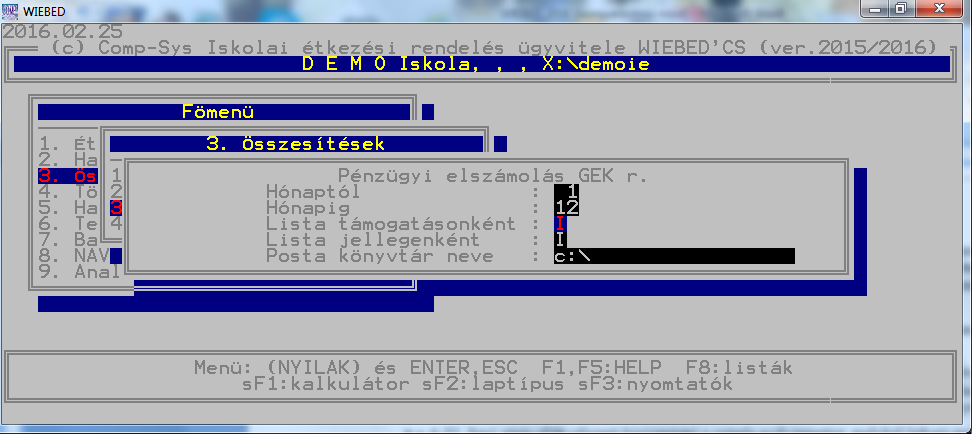 WIEBED
2016.02.25
(c) Comp-Sys Iskolai étkezési rendelés ügyvitele WIEBED'CS (ver.2015/2016)
D E M O Iskola, , , X:\demoie
Fömenü
3. Összesítések
1. Ét
2. Ha
3. Ös
4. Tö
5. Ha
6. Te
7. Ba
8. NAV
9. Anal
1
2
3
4
Pénzügyi elszámolás GEK r.
Hónaptól : 1
Hónapig : 12
Lista támogatásonként : I
Lista jellegenként : I
Posta könyvtár neve : c:\
Menü: (NYILAK) és ENTER,ESC F1,F5:HELP F8:listák
sF1:kalkulátor sF2:laptípus sF3:nyomtatók